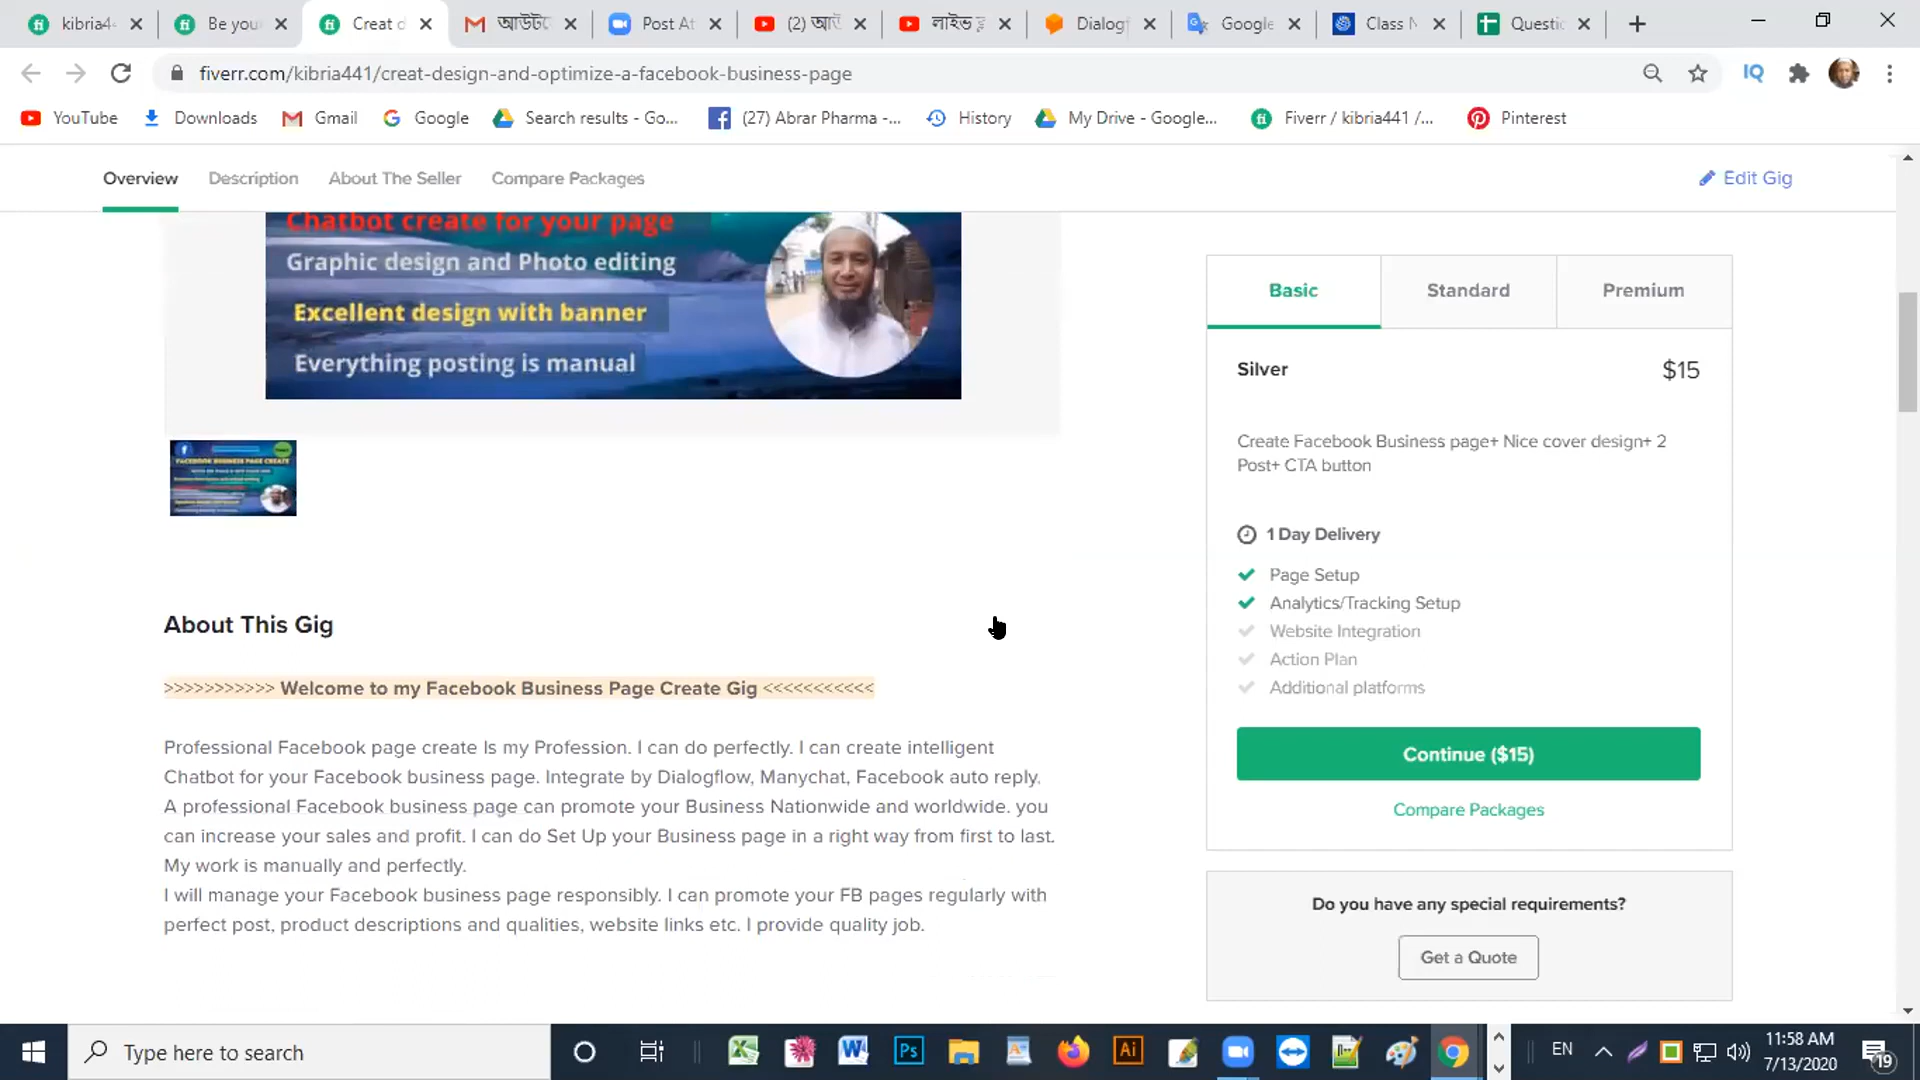 kibria4
Be you
Creat d
আউট
Post At
(2) আ
লাইভ
Dialogf
Google
Class N
Questio
fiverr.com/kibria441/creat-design-and-optimize-a-facebook-business-page
IQ
YouTube
Downloads
Gmail
Google
Search results - Go...
(27) Abrar Pharma -...
History
My Drive - Google...
Fiverr / kibria441 /...
Pinterest
Overview
Description
About The Seller
Compare Packages
Edit Gig
Chatbot create for your page
Graphic design and Photo editing
Excellent design with banner
Everything posting is manual
FACEBOOK BUSINESS PAGE CREATE
Basic
Standard
Premium
Silver
$15
Create Facebook Business page+ Nice cover design+ 2
Post+ CTA button
1 Day Delivery
Page Setup
Analytics/Tracking Setup
Website Integration
Action Plan
Additional platforms
Continue ($15)
Compare Packages
Do you have any special requirements?
Get a Quote
About This Gig
>>>>>>>>>>> Welcome to my Facebook Business Page Create Gig <<<<<<<<<<<
Professional Facebook page create Is my Profession. I can do perfectly. I can create intelligent
Chatbot for your Facebook business page. Integrate by Dialogflow, Manychat, Facebook auto reply.
A professional Facebook business page can promote your Business Nationwide and worldwide. you
can increase your sales and profit. I can do Set Up your Business page in a right way from first to last.
My work is manually and perfectly.
I will manage your Facebook business page responsibly. I can promote your FB pages regularly with
perfect post, product descriptions and qualities, website links etc. I provide quality job.
Type here to search
Ps
Ai
EN
11:58 AM
7/13/2020
19